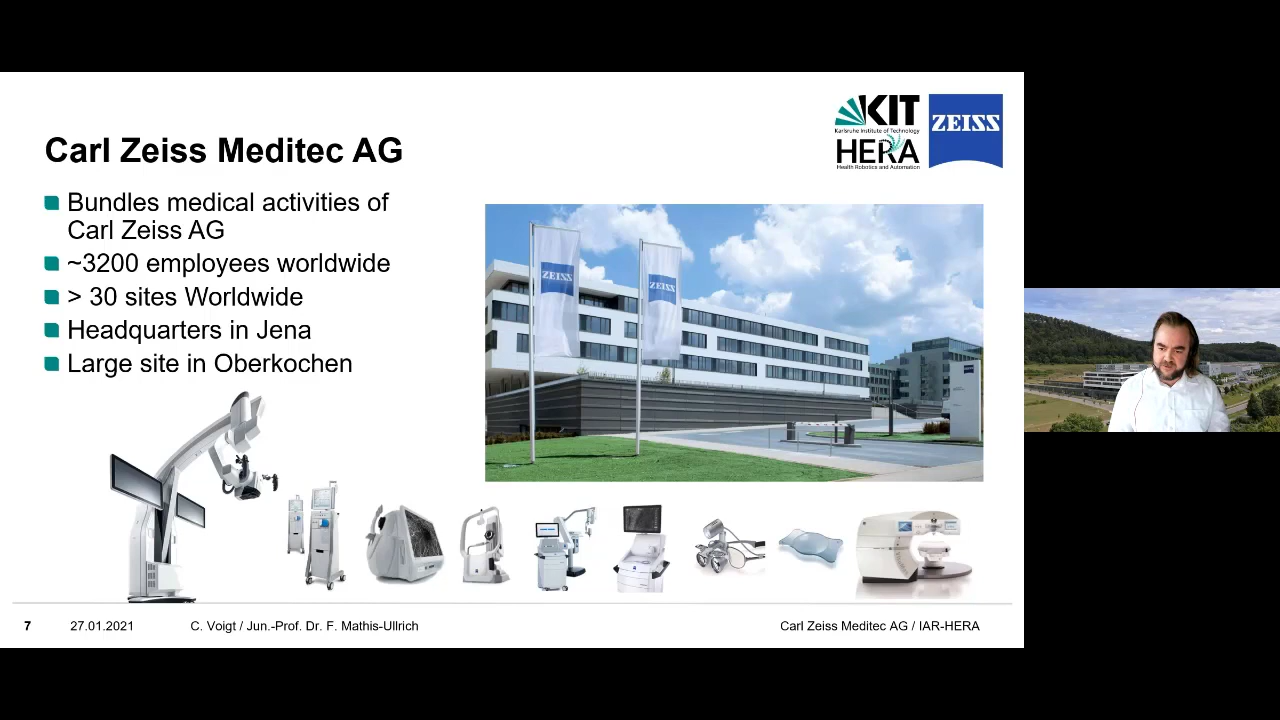 KIT
Karlsruhe Institute of Technology
HERA
Health Robotics and Automation
ZEISS
Carl Zeiss Meditec AG
Bundles medical activities of
Carl Zeiss AG
~3200 employees worldwide
> 30 sites Worldwide
Headquarters in Jena
Large site in Oberkochen
ZEISS
ZEISS
7
27.01.2021
C. Voigt / Jun.-Prof. Dr. F. Mathis-Ullrich
Carl Zeiss Meditec AG / IAR-HERA